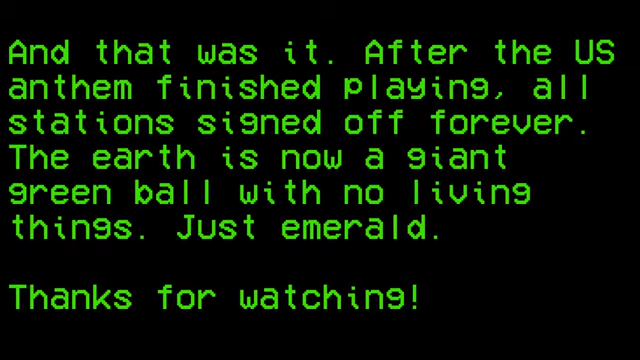 And that was it. After the US
anthem finished playing, all
stations signed off forever.
The earth is now a giant
green ball with no living
things. Just emerald.
Thanks for watching!